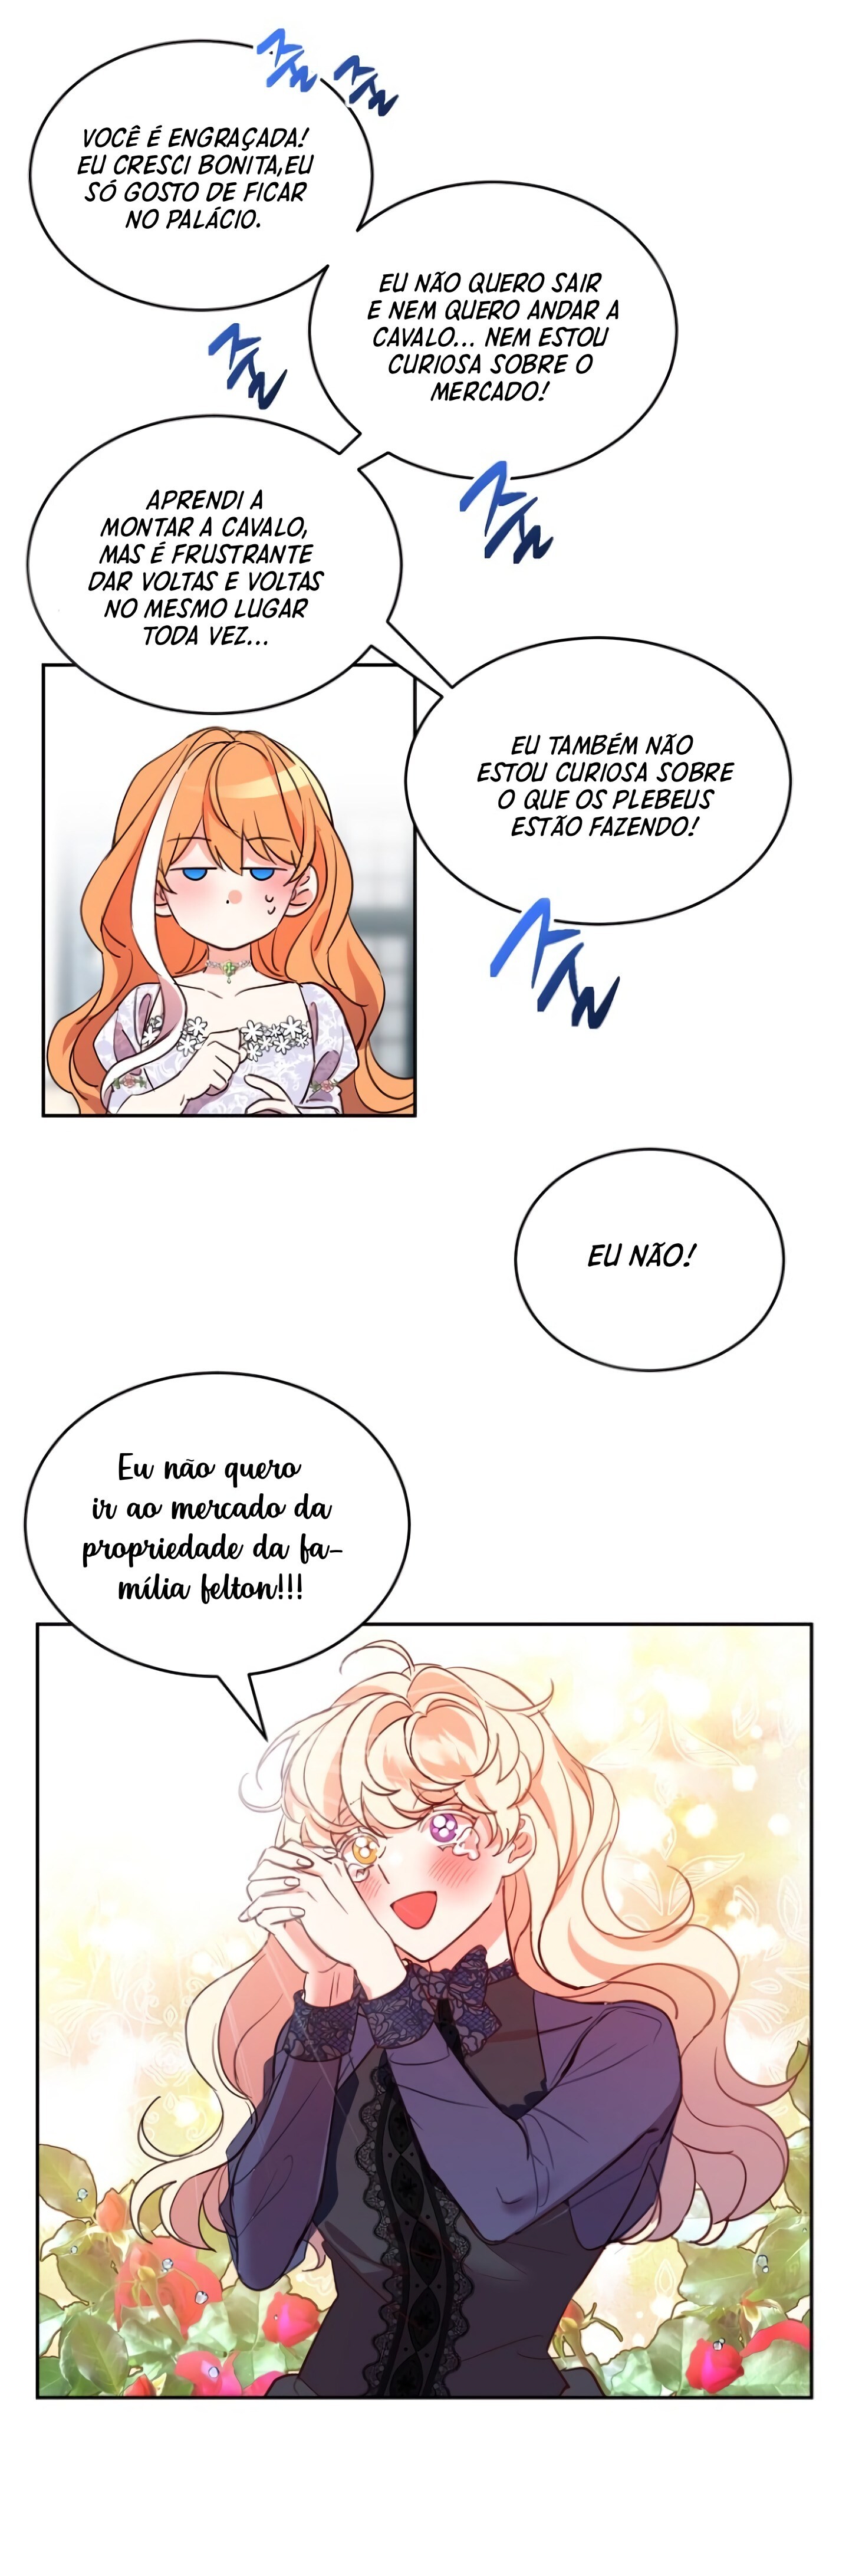 VOCÊ É ENGRAÇADA!
EU CRESCI BONITA,EU
SÓ GOSTO DE FICAR
NO PALÁCIO.
EU NÃO QUERO SAIR
E NEM QUERO ANDAR A
CAVALO... NEM ESTOU
CURIOSA SOBRE O
MERCADO!
APRENDI A
MONTAR A CAVALO,
MAS É FRUSTRANTE
DAR VOLTAS E VOLTAS
NO MESMO LUGAR
TODA VEZ...
EU TAMBÉM NÃO
ESTOU CURIOSA SOBRE
O QUE OS PLEBEUS
ESTÃO FAZENDO!
EU NÃO!
Eu não quero
ir ao mercado da
propriedade da fa-
mília felton!!!